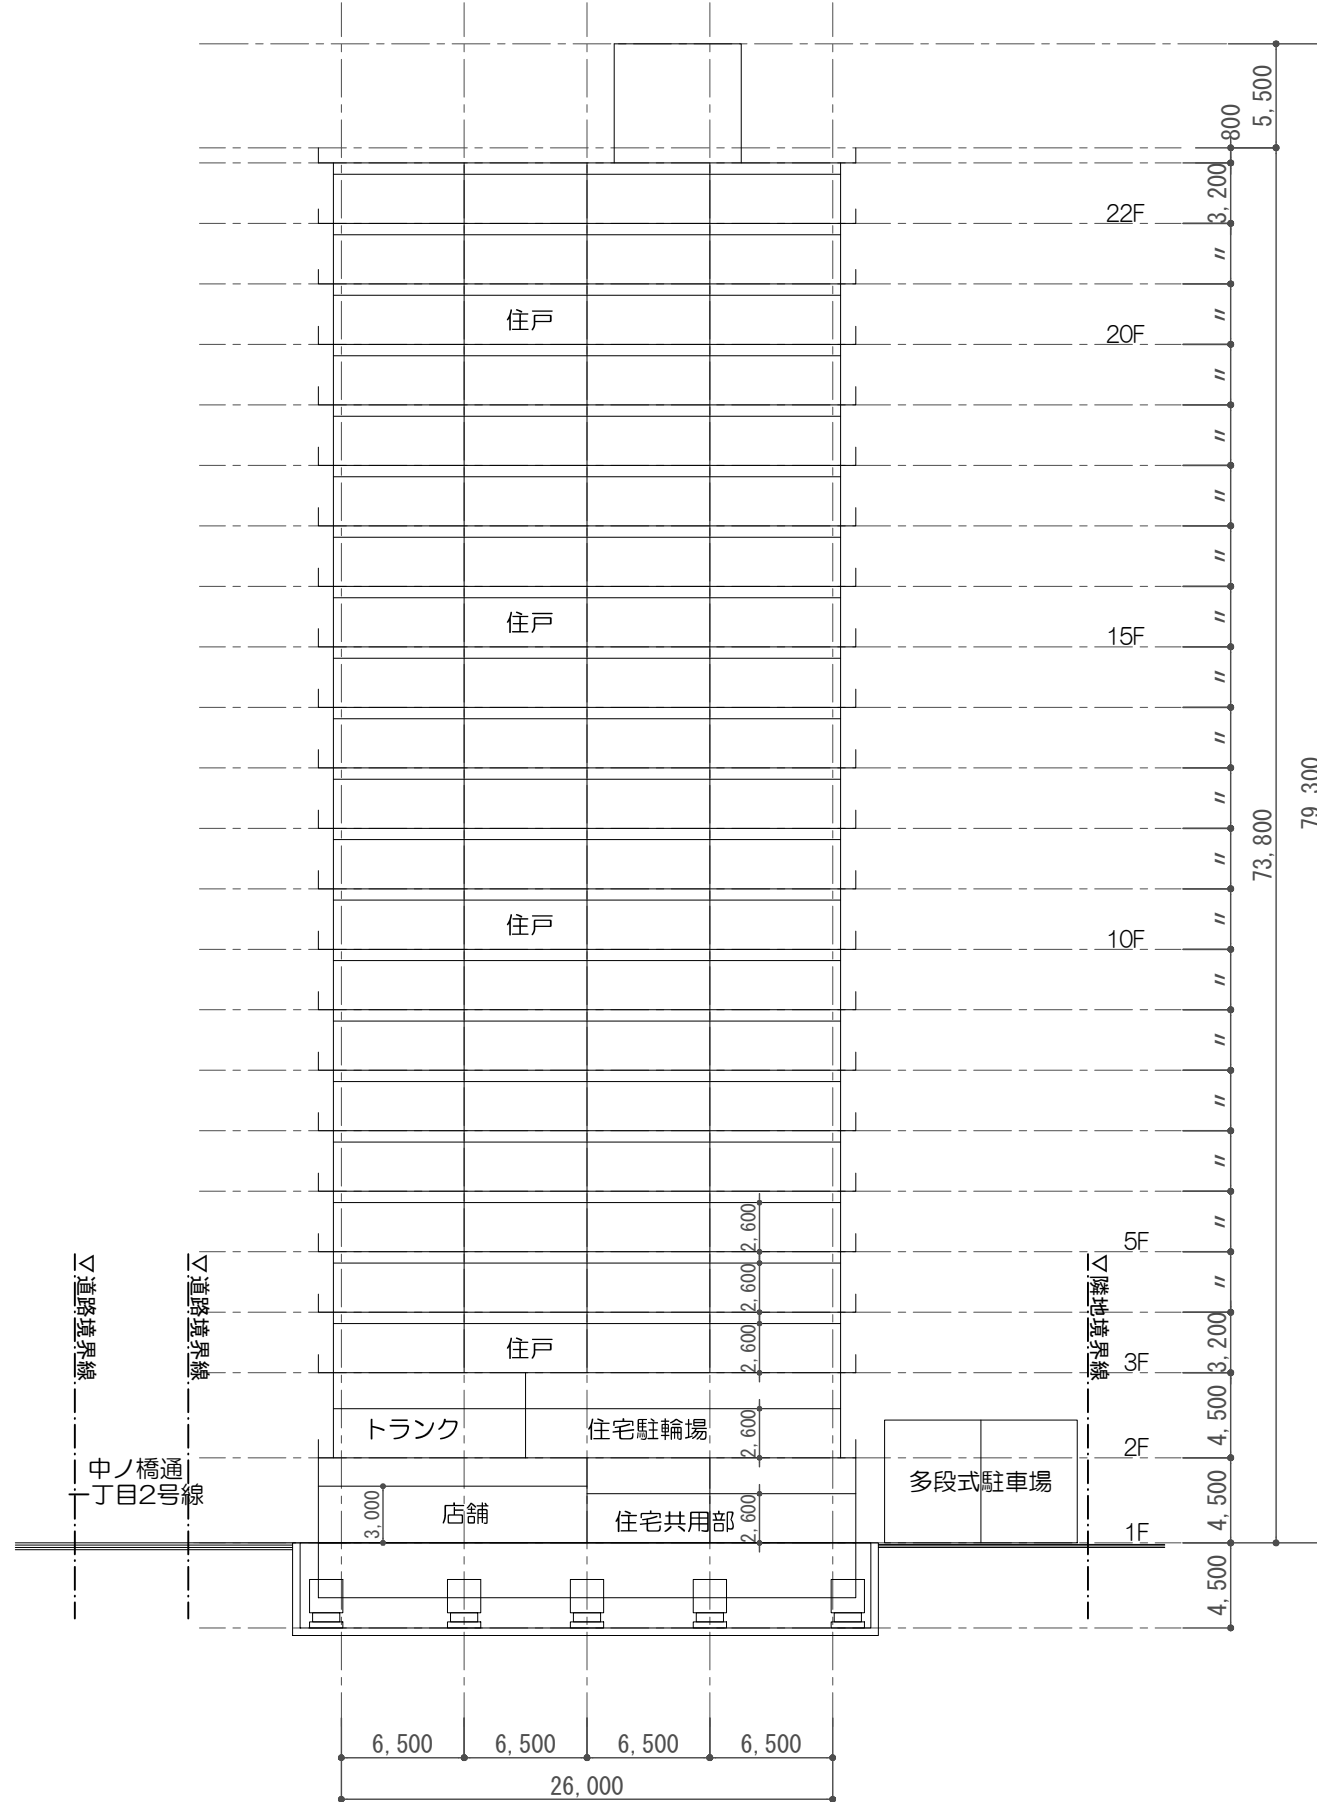 5,500
800
3,200
22F
〃
〃
住戸
20F
〃
〃
〃
〃
〃
住戸
15F
〃
〃
〃
79,300
73,800
〃
〃
住戸
10F
〃
〃
〃
〃
〃
2,600
5F
〃
▽道路境界線
▽道路境界線
▽隣地境界線
2,600
〃
2,600
住戸
3F
3,200
トランク
住宅駐輪場
2,600
4,500
2F
中ノ橋通
一丁目2号線
多段式駐車場
3,000
店舗
住宅共用部
2,600
4,500
1F
4,500
6,500
6,500
6,500
6,500
26,000